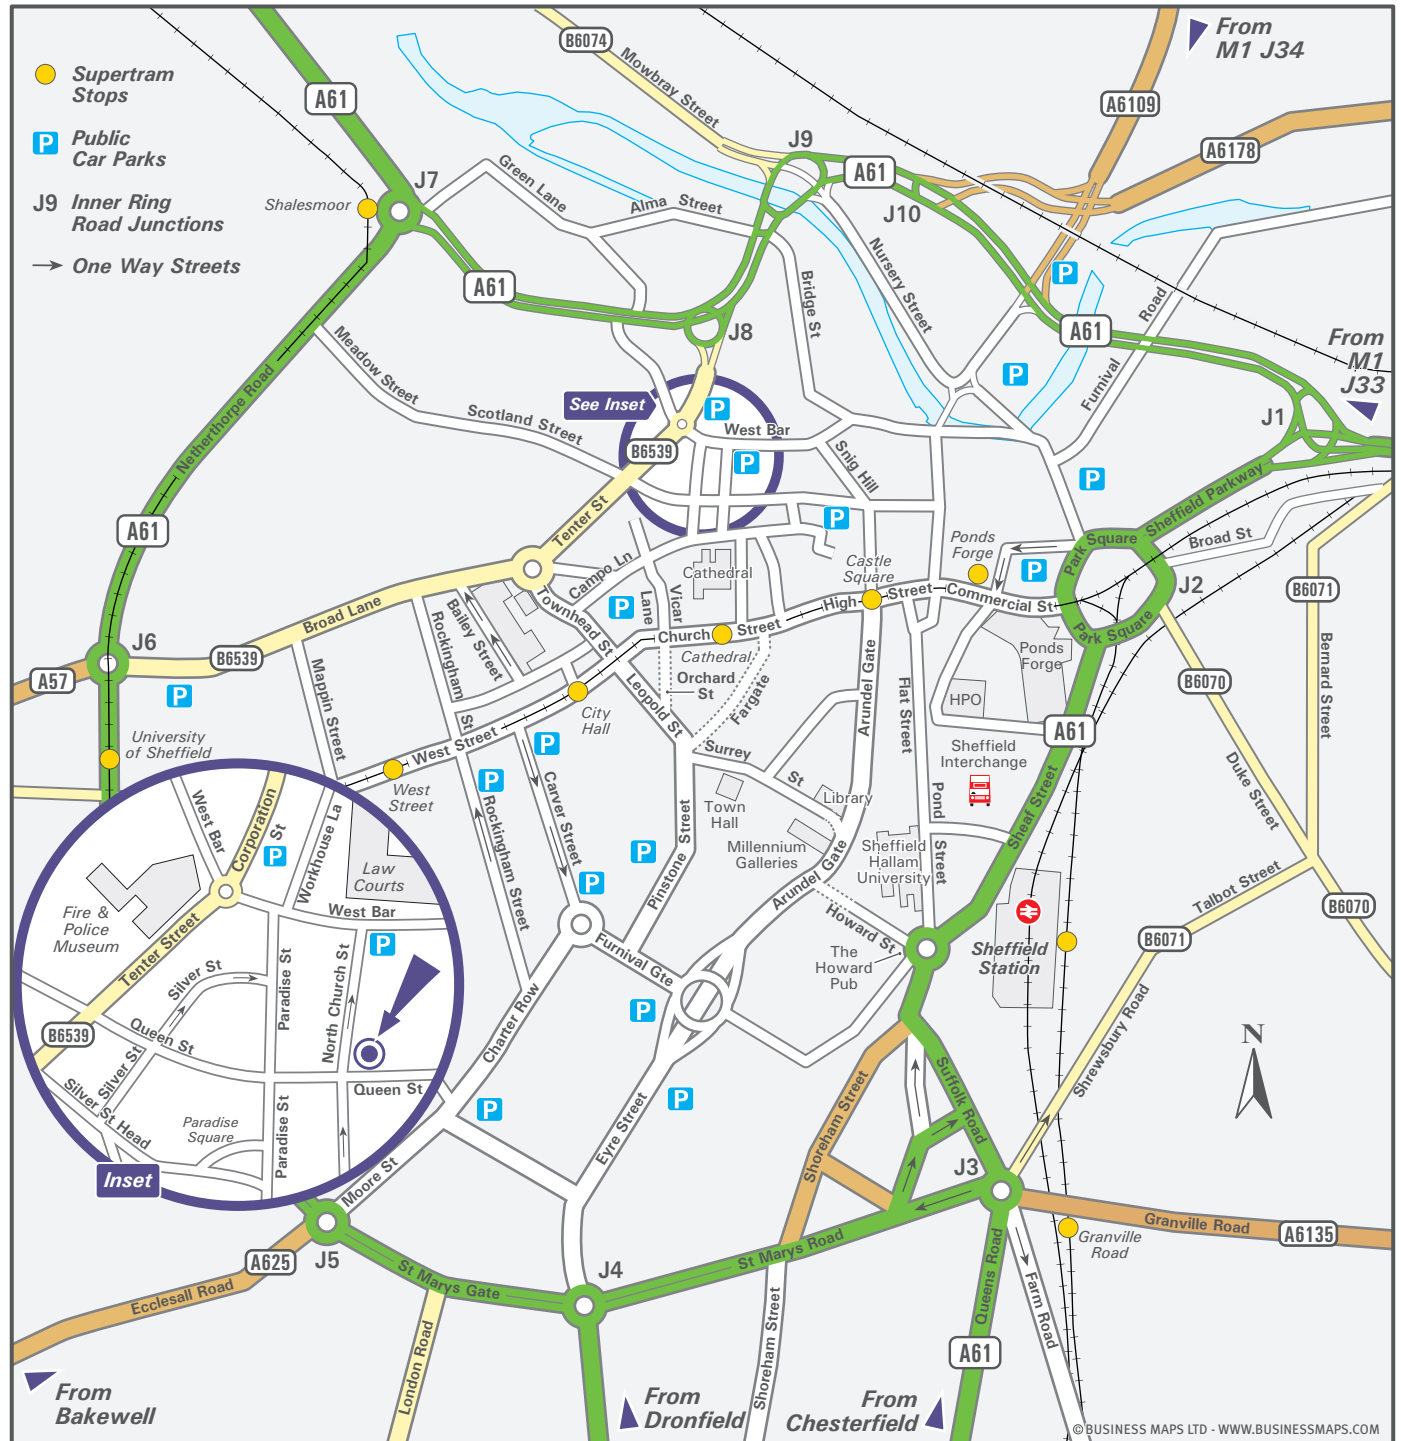 Supertram
Stops
P
Public
Car Parks
J9
Inner Ring
Road Junctions
One Way Streets
From
M1 J34
B6074
Mowbray Street
A61
A6109
A6178
J9
A61
J10
J7
Shalesmoor
Green Lane
Alma Street
Nursery Street
P
A61
A61
Bridge St
J8
Furnival
Road
From
M1
J33
Meadow Street
P
See Inset
P
J1
Scotland Street
West Bar
B6539
P
Snig Hill
P
Netherthorpe Road
Sheffield Parkway
A61
Tenter St
P
Ponds
Forge
Park Square
Broad St
Castle
Square
Campo Ln
Cathedral
P
J2
B6071
High Street
Commercial St
Park Square
Broad Lane
Bailey Street
Rockingham
St
Townhead St
P
Lane
Vicar
Church Street
Cathedral
Ponds
Forge
J6
B6539
A57
P
Mappin Street
Orchard
St
Fargate
Leopold St
Arundel Gate
Flat Street
HPO
B6070
Bernard Street
City
Hall
A61
University
of Sheffield
West Street
P
Surrey
St
Sheffield
Interchange
West
Street
P
Rockingham Street
Carver Street
Town
Hall
Library
Pond
Street
Sheaf Street
Duke Street
West Bar
Corporation
St
P
Workhouse La
Law
Courts
P
Pinstone Street
Millennium
Galleries
Sheffield
Hallam
University
P
Arundel Gate
Talbot Street
B6070
Fire &
Police
Museum
West Bar
Tenter Street
P
Furnival Gte
Howard St
B6071
The
Howard
Pub
Sheffield
Station
Silver St
Paradise St
North Church St
P
B6539
Queen St
Charter Row
N
Silver St
Queen St
Shrewsbury Road
Silver St Head
Paradise
Square
Paradise St
P
P
Eyre Street
Shoreham Street
Suffolk Road
J3
Inset
Moore St
Granville Road
A6135
Granville
Road
A625
J5
St Marys Gate
J4
St Marys Road
Queens Road
Farm Road
Ecclesall Road
London Road
Shoreham Street
A61
From
Bakewell
From
Dronfield
From
Chesterfield
© BUSINESS MAPS LTD - WWW.BUSINESSMAPS.COM